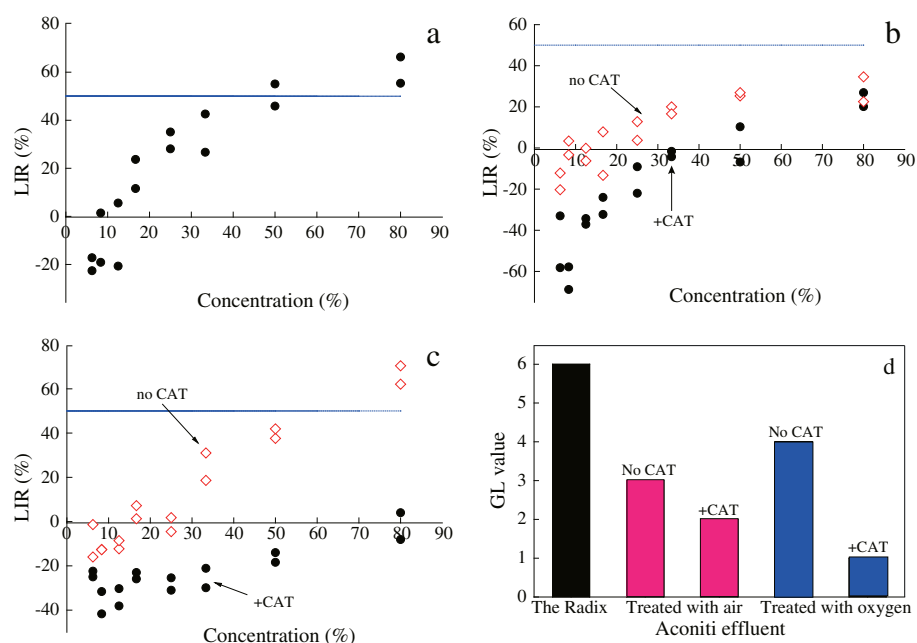 80
60
40
20
0
-20
0 10 20 30 40 50 60 70 80 90
LIR (%)
Concentration (%)
a
60
40
20
0
-20
-40
-60
0 10 20 30 40 50 60 70 80 90
LIR (%)
Concentration (%)
no CAT
+CAT
b
80
60
40
20
0
-20
-40
0 10 20 30 40 50 60 70 80 90
LIR (%)
Concentration (%)
no CAT
+CAT
c
d
6
5
4
3
2
1
0
GL value
No CAT
+CAT
No CAT
+CAT
The Radix Treated with air Treated with oxygen
Aconiti effluent